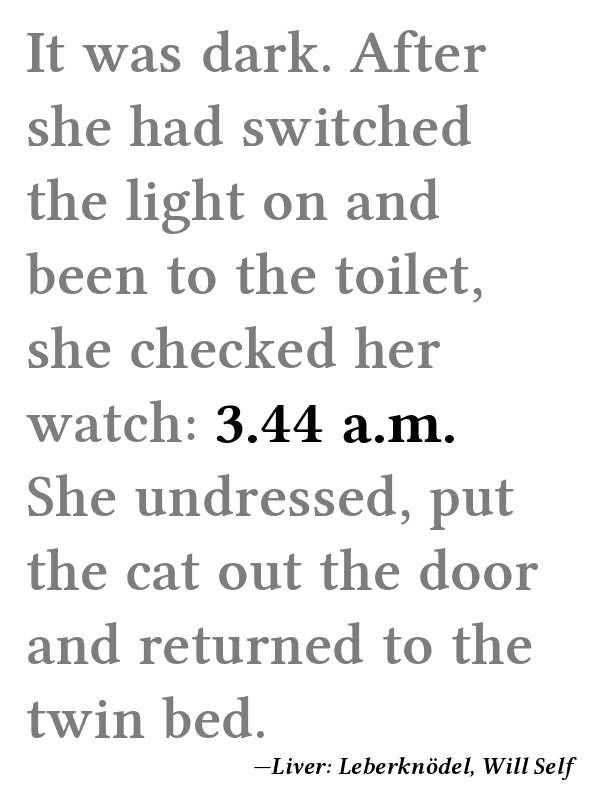 It was dark. After
she had switched
the light on and
been to the toilet,
she checked her
watch: 3.44 a.m.
She undressed, put
the cat out the door
and returned to the
twin bed.
—Liver: Leberknödel, Will Self